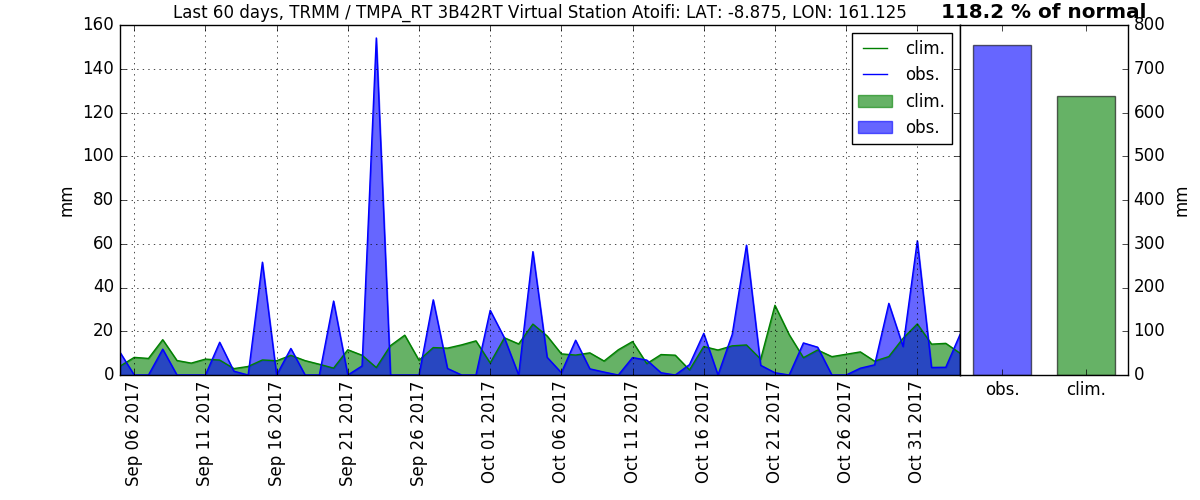 Last 60 days, TRMM / TMPA_RT 3B42RT Virtual Station Atoifi: LAT: -8.875, LON: 161.125
118.2 % of normal
160
140
120
100
80
60
40
20
0
mm
clim.
obs.
clim.
obs.
800
700
600
500
400
300
200
100
0
mm
Sep 06 2017
Sep 11 2017
Sep 16 2017
Sep 21 2017
Sep 26 2017
Oct 01 2017
Oct 06 2017
Oct 11 2017
Oct 16 2017
Oct 21 2017
Oct 26 2017
Oct 31 2017
obs.
clim.